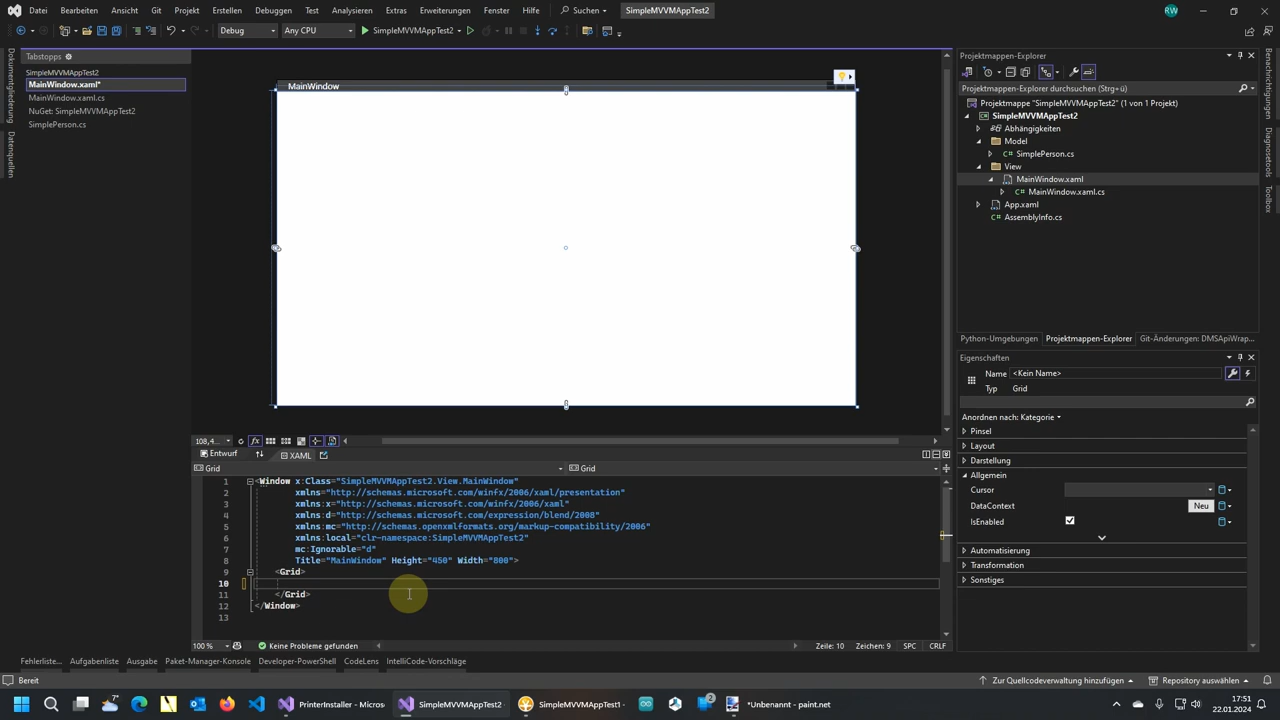 Datei Bearbeiten Ansicht Git Projekt Erstellen Debuggen Test Analysieren Extras Erweiterungen Fenster Hilfe Suchen SimpleMVVMAppTest2 RW
Debug Any CPU SimpleMVVMAppTest2
Dokumentgliederung
Datenquellen
Tabstopps
SimpleMVVMAppTest2
MainWindow.xaml*
MainWindow.xaml.cs
NuGet: SimpleMVVMAppTest2
SimplePerson.cs
MainWindow
108,4...
Entwurf XAML
Grid Grid
1 <Window x:Class="SimpleMVVMAppTest2.View.MainWindow"
2 xmlns="http://schemas.microsoft.com/winfx/2006/xaml/presentation"
3 xmlns:x="http://schemas.microsoft.com/winfx/2006/xaml"
4 xmlns:d="http://schemas.microsoft.com/expression/blend/2008"
5 xmlns:mc="http://schemas.openxmlformats.org/markup-compatibility/2006"
6 xmlns:local="clr-namespace:SimpleMVVMAppTest2"
7 mc:Ignorable="d"
8 Title="MainWindow" Height="450" Width="800">
9 <Grid>
10
11 </Grid>
12 </Window>
13
100 % Keine Probleme gefunden Zeile: 10 Zeichen: 9 SPC CRLF
Projektmappen-Explorer
Projektmappen-Explorer durchsuchen (Strg+ü)
Projektmappe "SimpleMVVMAppTest2" (1 von 1 Projekt)
SimpleMVVMAppTest2
Abhängigkeiten
Model
SimplePerson.cs
View
MainWindow.xaml
MainWindow.xaml.cs
App.xaml
AssemblyInfo.cs
Python-Umgebungen Projektmappen-Explorer Git-Änderungen: DMSApiWrap...
Eigenschaften
Name <Kein Name>
Typ Grid
Anordnen nach: Kategorie
Pinsel
Layout
Darstellung
Allgemein
Cursor
DataContext Neu
IsEnabled
Automatisierung
Transformation
Sonstiges
Benachrichtigungen
Diagnosetools
Toolbox
Fehlerliste... Aufgabenliste Ausgabe Paket-Manager-Konsole Developer-PowerShell CodeLens IntelliCode-Vorschläge
Bereit Zur Quellcodeverwaltung hinzufügen Repository auswählen
7° PrinterInstaller - Micros SimpleMVVMAppTest2 SimpleMVVMAppTest1 - 2 *Unbenannt - paint.net 17:51
22.01.2024